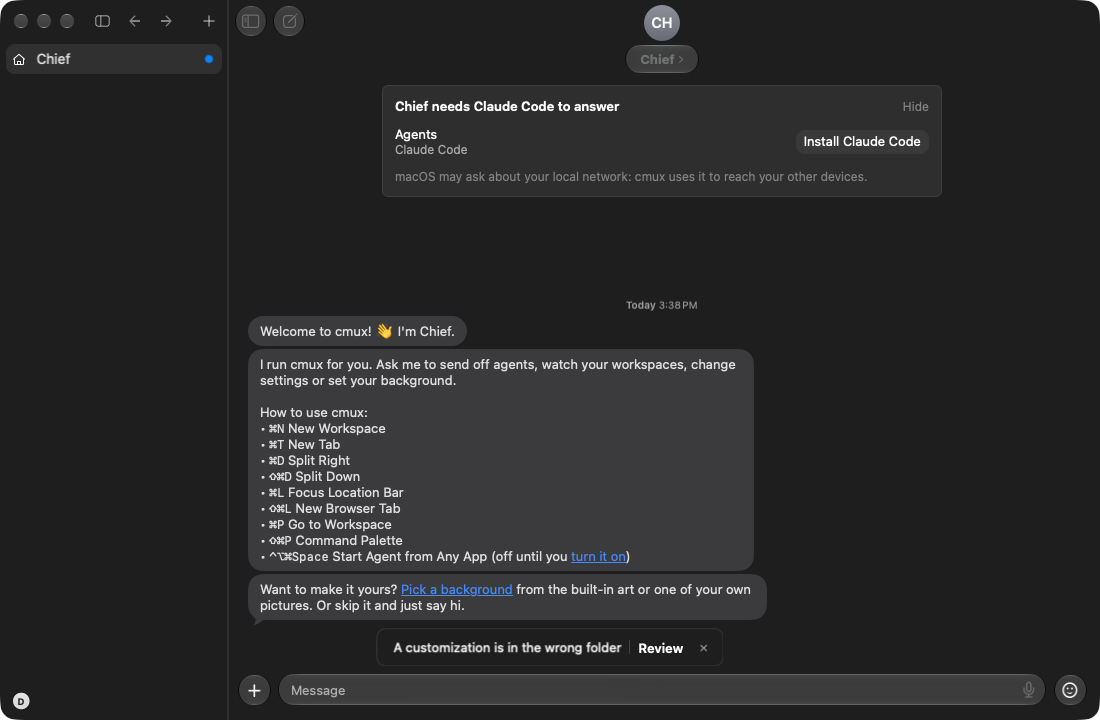 Chief
CH
Chief
Chief needs Claude Code to answer
Hide
Agents
Claude Code
Install Claude Code
macOS may ask about your local network: cmux uses it to reach your other devices.
Today 3:38 PM
Welcome to cmux! 👋 I'm Chief.
I run cmux for you. Ask me to send off agents, watch your workspaces, change
settings or set your background.
How to use cmux:
• ⌘N New Workspace
• ⌘T New Tab
• ⌘D Split Right
• ⇧⌘D Split Down
• ⌘L Focus Location Bar
• ⇧⌘L New Browser Tab
• ⌘P Go to Workspace
• ⇧⌘P Command Palette
• ^⌥⌘Space Start Agent from Any App (off until you turn it on)
Want to make it yours? Pick a background from the built-in art or one of your own
pictures. Or skip it and just say hi.
A customization is in the wrong folder
Review
Message
D